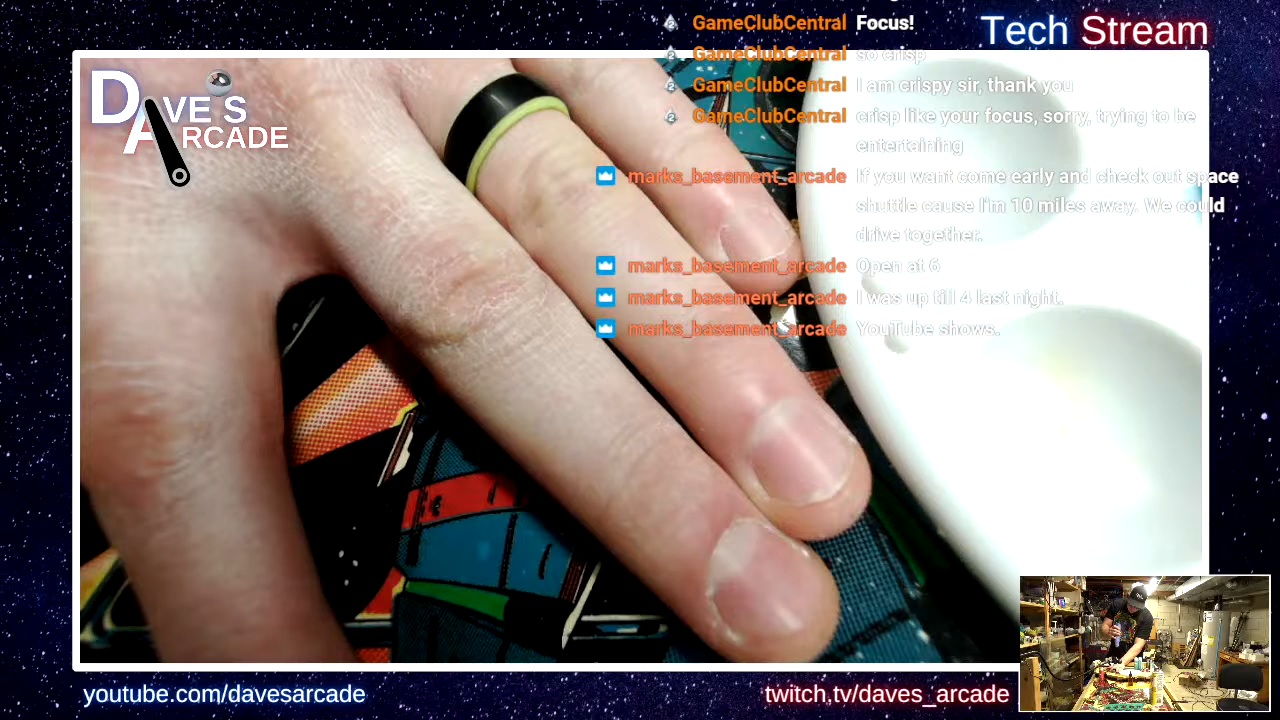 GameClubCentral Focus!
Tech Stream
GameClubCentral so crisp
GameClubCentral I am crispy sir, thank you
GameClubCentral crisp like your focus, sorry, trying to be
entertaining
DAVE'S
ARCADE
marks_basement_arcade If you want come early and check out space
shuttle cause I'm 10 miles away. We could
drive together.
marks_basement_arcade Open at 6
marks_basement_arcade I was up till 4 last night.
marks_basement_arcade YouTube shows.
youtube.com/davesarcade
twitch.tv/daves_arcade